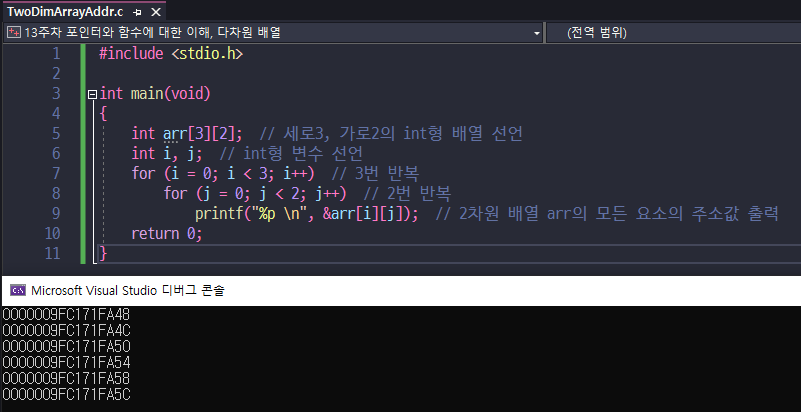 TwoDimArrayAddr.c
13주차 포인터와 함수에 대한 이해, 다차원 배열 (전역 범위)
1 #include <stdio.h>
2
3 int main(void)
4 {
5 int arr[3][2]; // 세로3, 가로2의 int형 배열 선언
6 int i, j; // int형 변수 선언
7 for (i = 0; i < 3; i++) // 3번 반복
8 for (j = 0; j < 2; j++) // 2번 반복
9 printf("%p \n", &arr[i][j]); // 2차원 배열 arr의 모든 요소의 주소값 출력
10 return 0;
11 }
Microsoft Visual Studio 디버그 콘솔
0000009FC171FA48
0000009FC171FA4C
0000009FC171FA50
0000009FC171FA54
0000009FC171FA58
0000009FC171FA5C